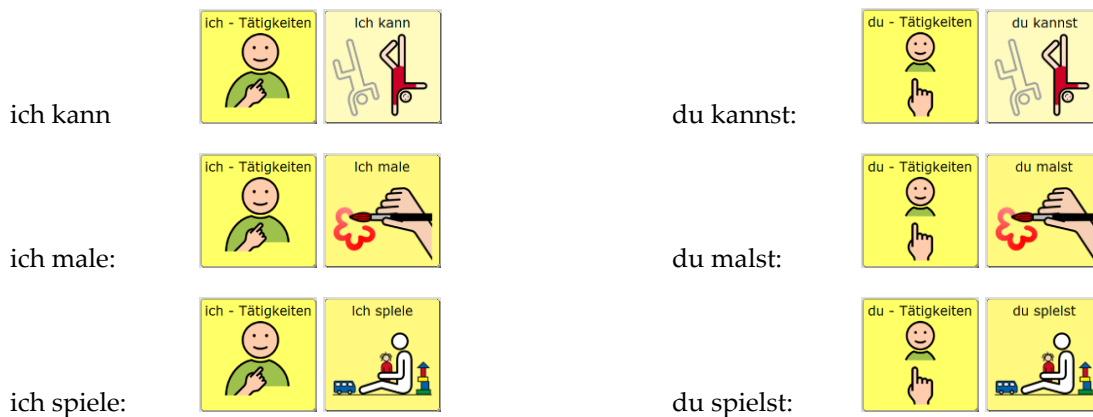 ich - Tätigkeiten Ich kann du - Tätigkeiten du kannst
ich kann du kannst:
ich - Tätigkeiten Ich male du - Tätigkeiten du malst
ich male: du malst:
ich - Tätigkeiten Ich spiele du - Tätigkeiten du spielst
ich spiele: du spielst: